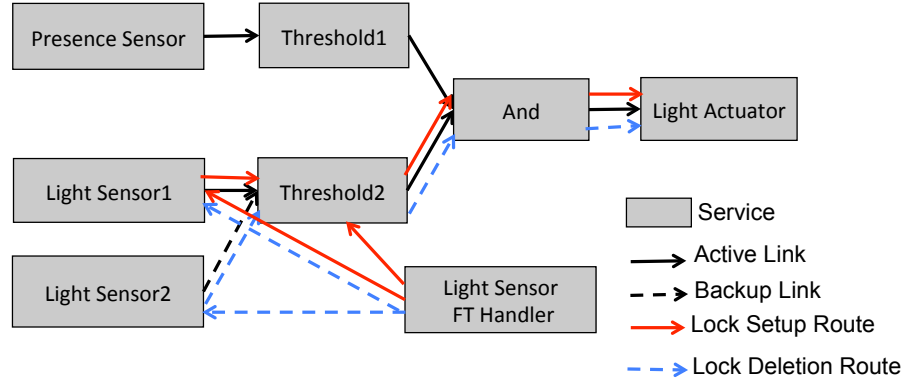 Presence Sensor
Threshold1
And
Light Actuator
Light Sensor1
Threshold2
Light Sensor2
Light Sensor
FT Handler
Service
Active Link
Backup Link
Lock Setup Route
Lock Deletion Route